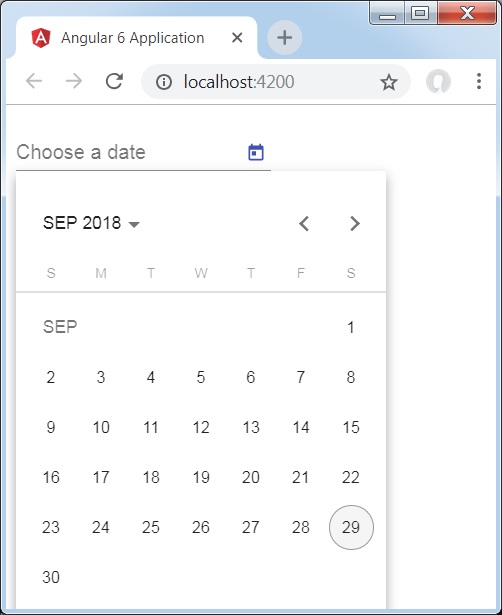 Angular 6 Application
localhost:4200
Choose a date
SEP 2018
S M T W T F S
SEP 1
2 3 4 5 6 7 8
9 10 11 12 13 14 15
16 17 18 19 20 21 22
23 24 25 26 27 28 29
30